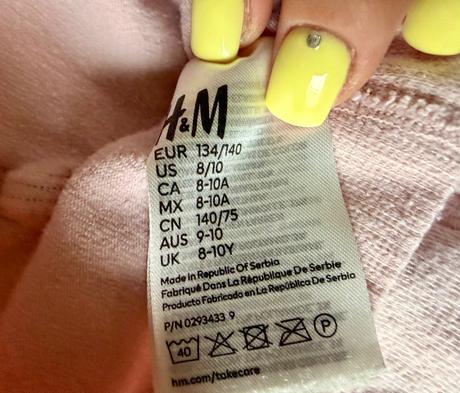 H&M
EUR 134/140
US 8/10
CA 8-10A
MX 8-10A
CN 140/75
AUS 9-10
UK 8-10Y
Made in Republic Of Serbia
Fabriqué Dans La République De Serbie
Producto Fabricado en La República De Serbia
P/N 0293433 9
40 P
hm.com/takecare